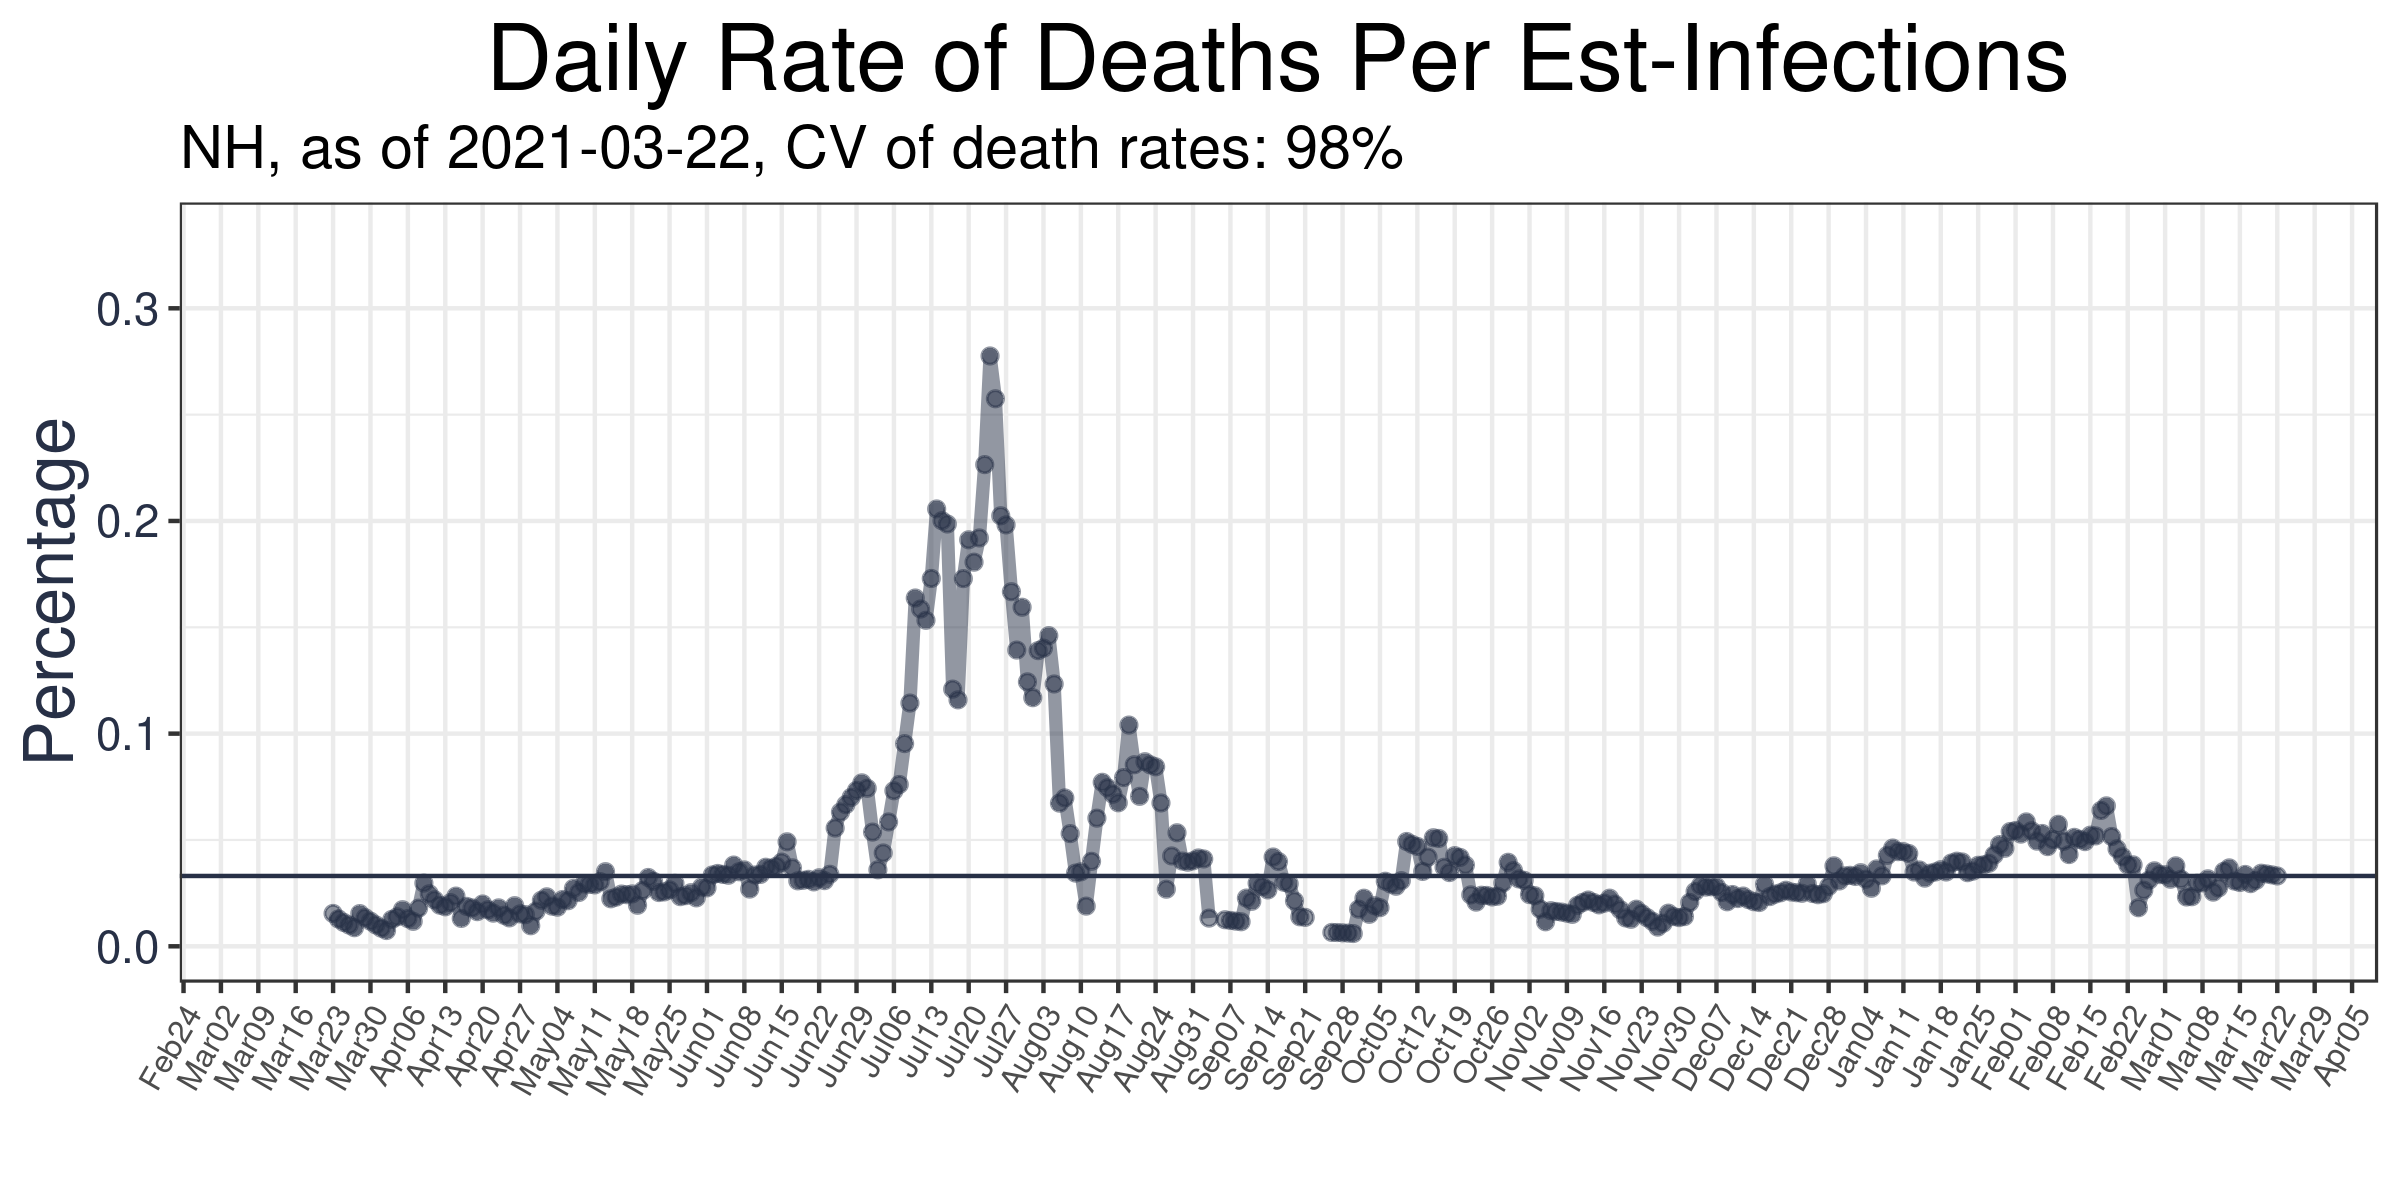 Daily Rate of Deaths Per Est-Infections
NH, as of 2021-03-22, CV of death rates: 98%
Percentage
0.3
0.2
0.1
0.0
Feb24
Mar02
Mar09
Mar16
Mar23
Mar30
Apr06
Apr13
Apr20
Apr27
May04
May11
May18
May25
Jun01
Jun08
Jun15
Jun22
Jun29
Jul06
Jul13
Jul20
Jul27
Aug03
Aug10
Aug17
Aug24
Aug31
Sep07
Sep14
Sep21
Sep28
Oct05
Oct12
Oct19
Oct26
Nov02
Nov09
Nov16
Nov23
Nov30
Dec07
Dec14
Dec21
Dec28
Jan04
Jan11
Jan18
Jan25
Feb01
Feb08
Feb15
Feb22
Mar01
Mar08
Mar15
Mar22
Mar29
Apr05